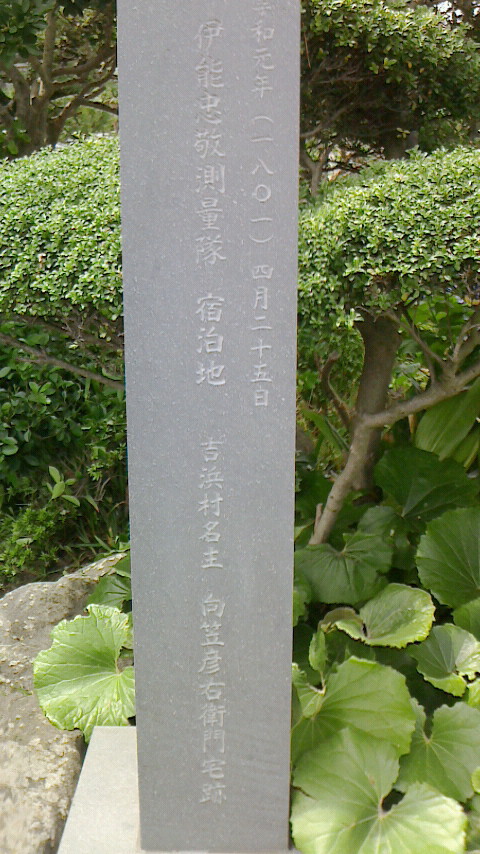 享和元年(一八〇一)四月二十五日
伊能忠敬測量隊 宿泊地 吉浜村名主 向笠彦右衛門宅跡